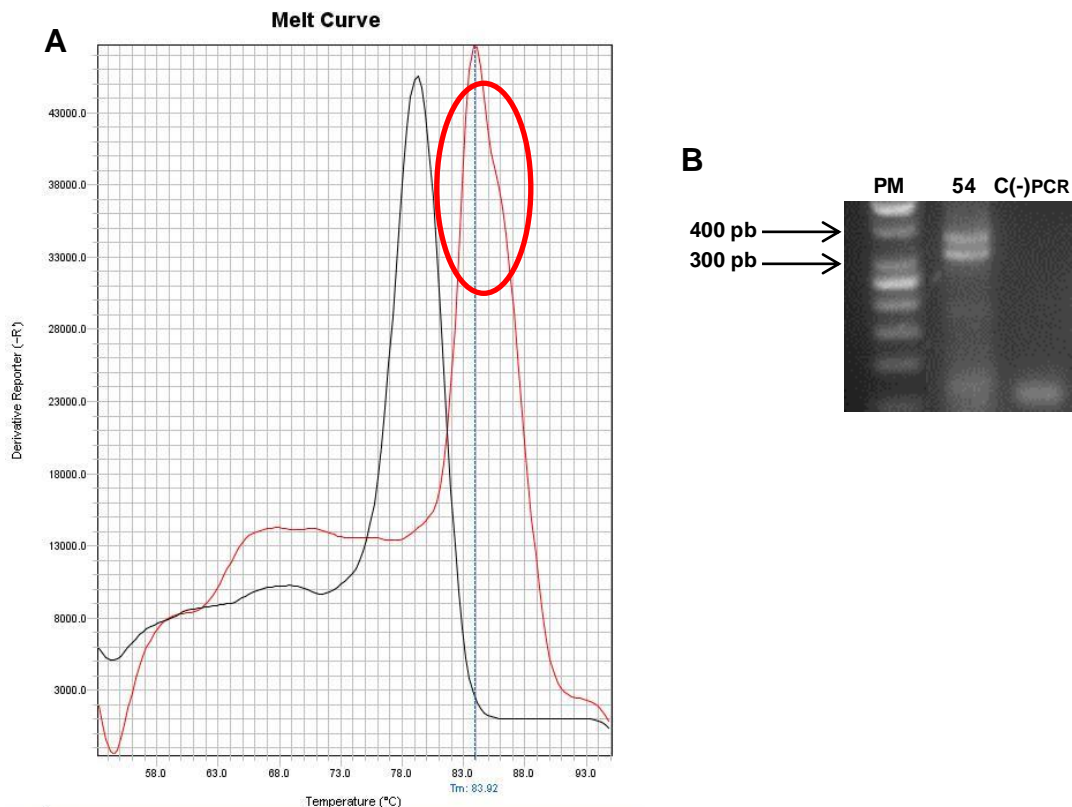 Melt Curve
A
43000.0
38000.0
33000.0
28000.0
23000.0
18000.0
13000.0
8000.0
3000.0
Derivative Reporter (-R')
58.0 63.0 68.0 73.0 78.0 83.0 88.0 93.0
Tm: 83.92
Temperature (°C)
B
PM 54 C(-)PCR
400 pb
300 pb